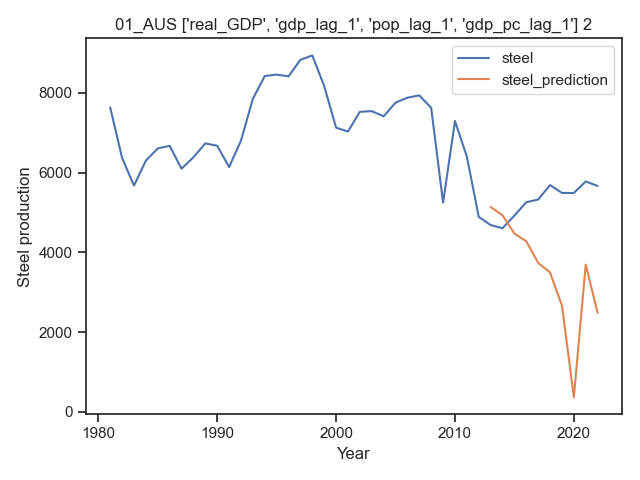 01_AUS ['real_GDP', 'gdp_lag_1', 'pop_lag_1', 'gdp_pc_lag_1'] 2
steel
steel_prediction
8000
6000
4000
2000
0
Steel production
1980
1990
2000
2010
2020
Year